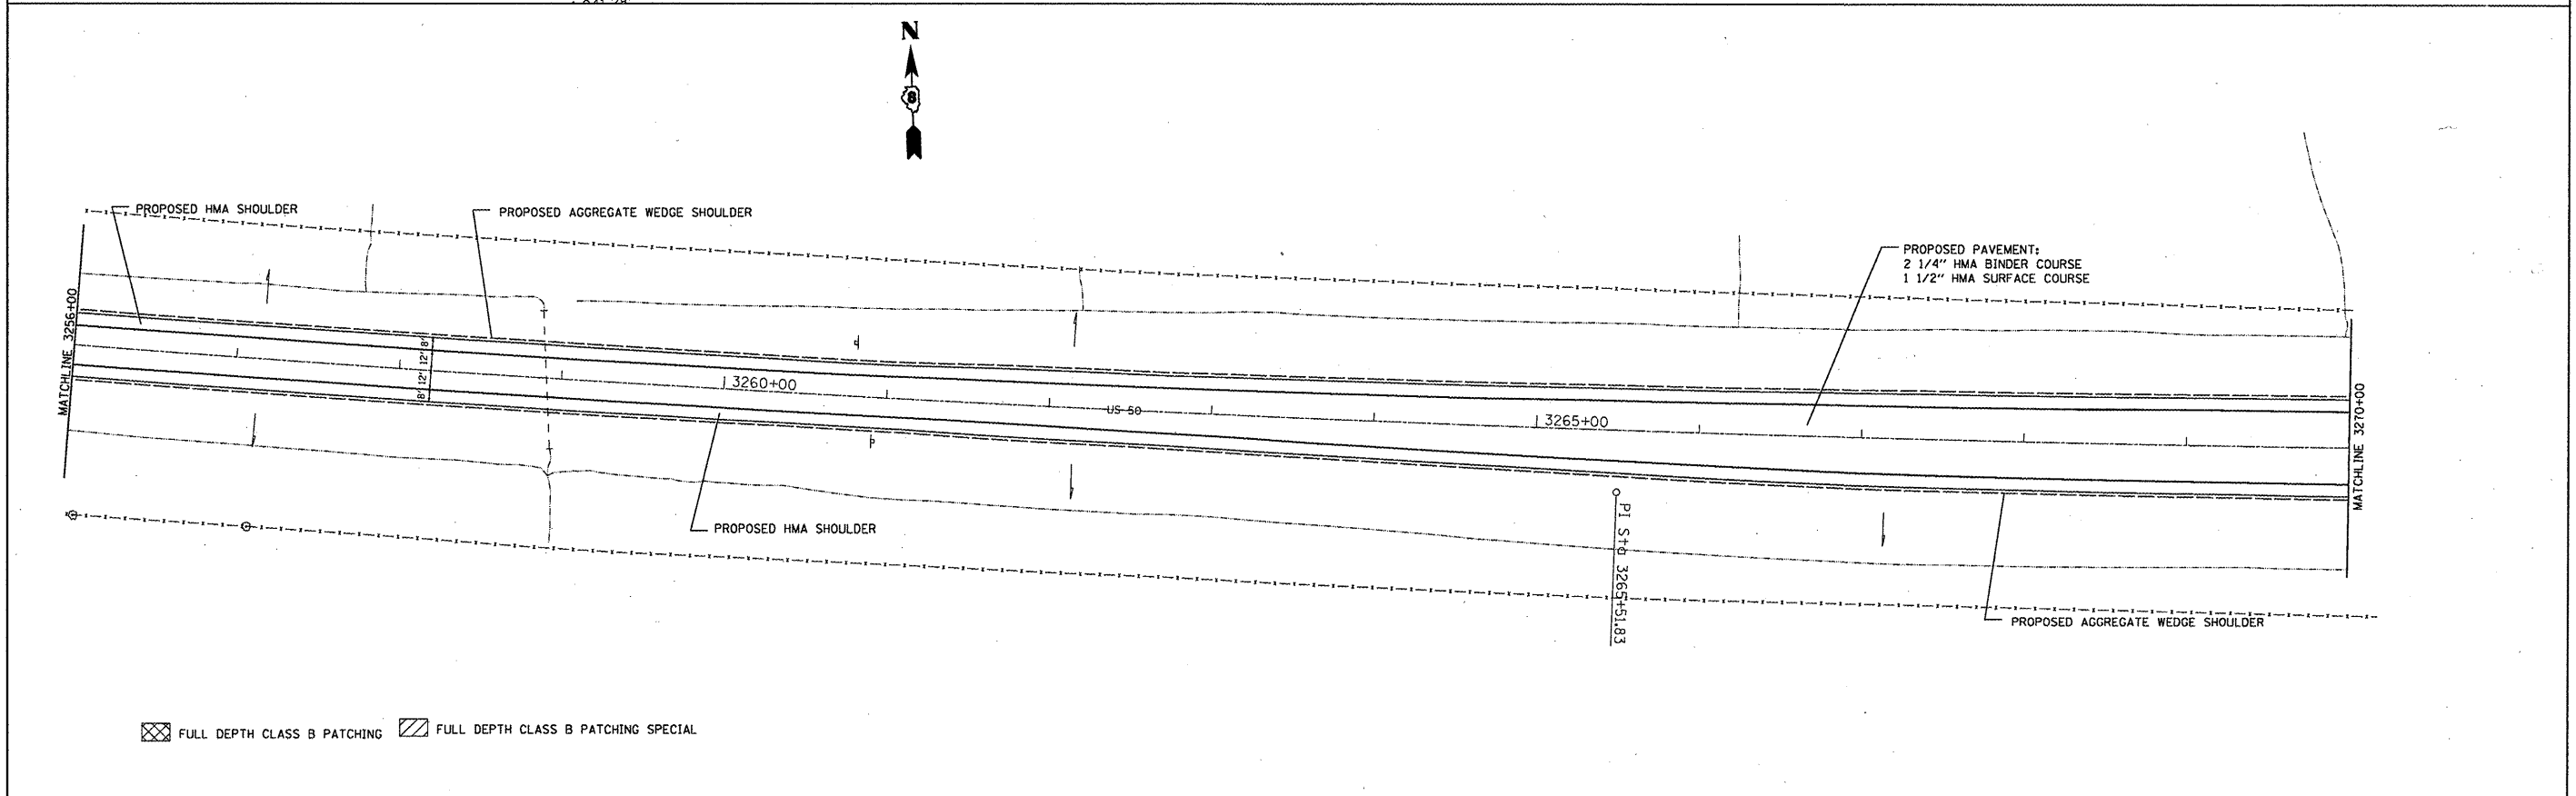 N
PROPOSED HMA SHOULDER
PROPOSED AGGREGATE WEDGE SHOULDER
PROPOSED PAVEMENT:
2 1/4" HMA BINDER COURSE
1 1/2" HMA SURFACE COURSE
MATCHLINE 3256+00
8' 12' 12' 8'
3260+00
US 50
3265+00
MATCHLINE 3270+00
PROPOSED HMA SHOULDER
PI Sta 3265+51.83
PROPOSED AGGREGATE WEDGE SHOULDER
FULL DEPTH CLASS B PATCHING
FULL DEPTH CLASS B PATCHING SPECIAL